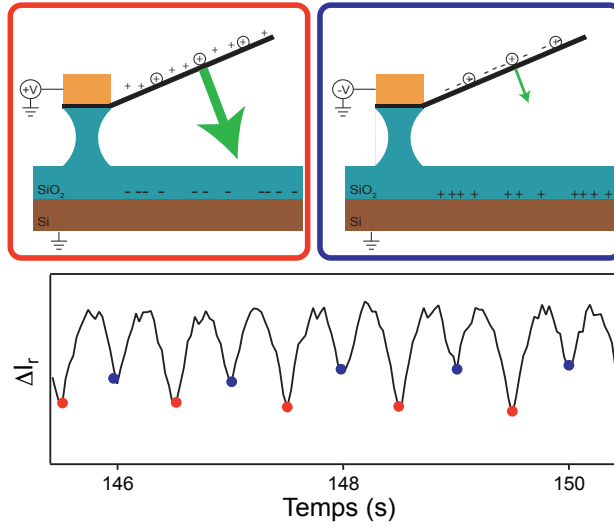 +V
-V
SiO2
SiO2
Si
Si
ΔIr
146
148
150
Temps (s)